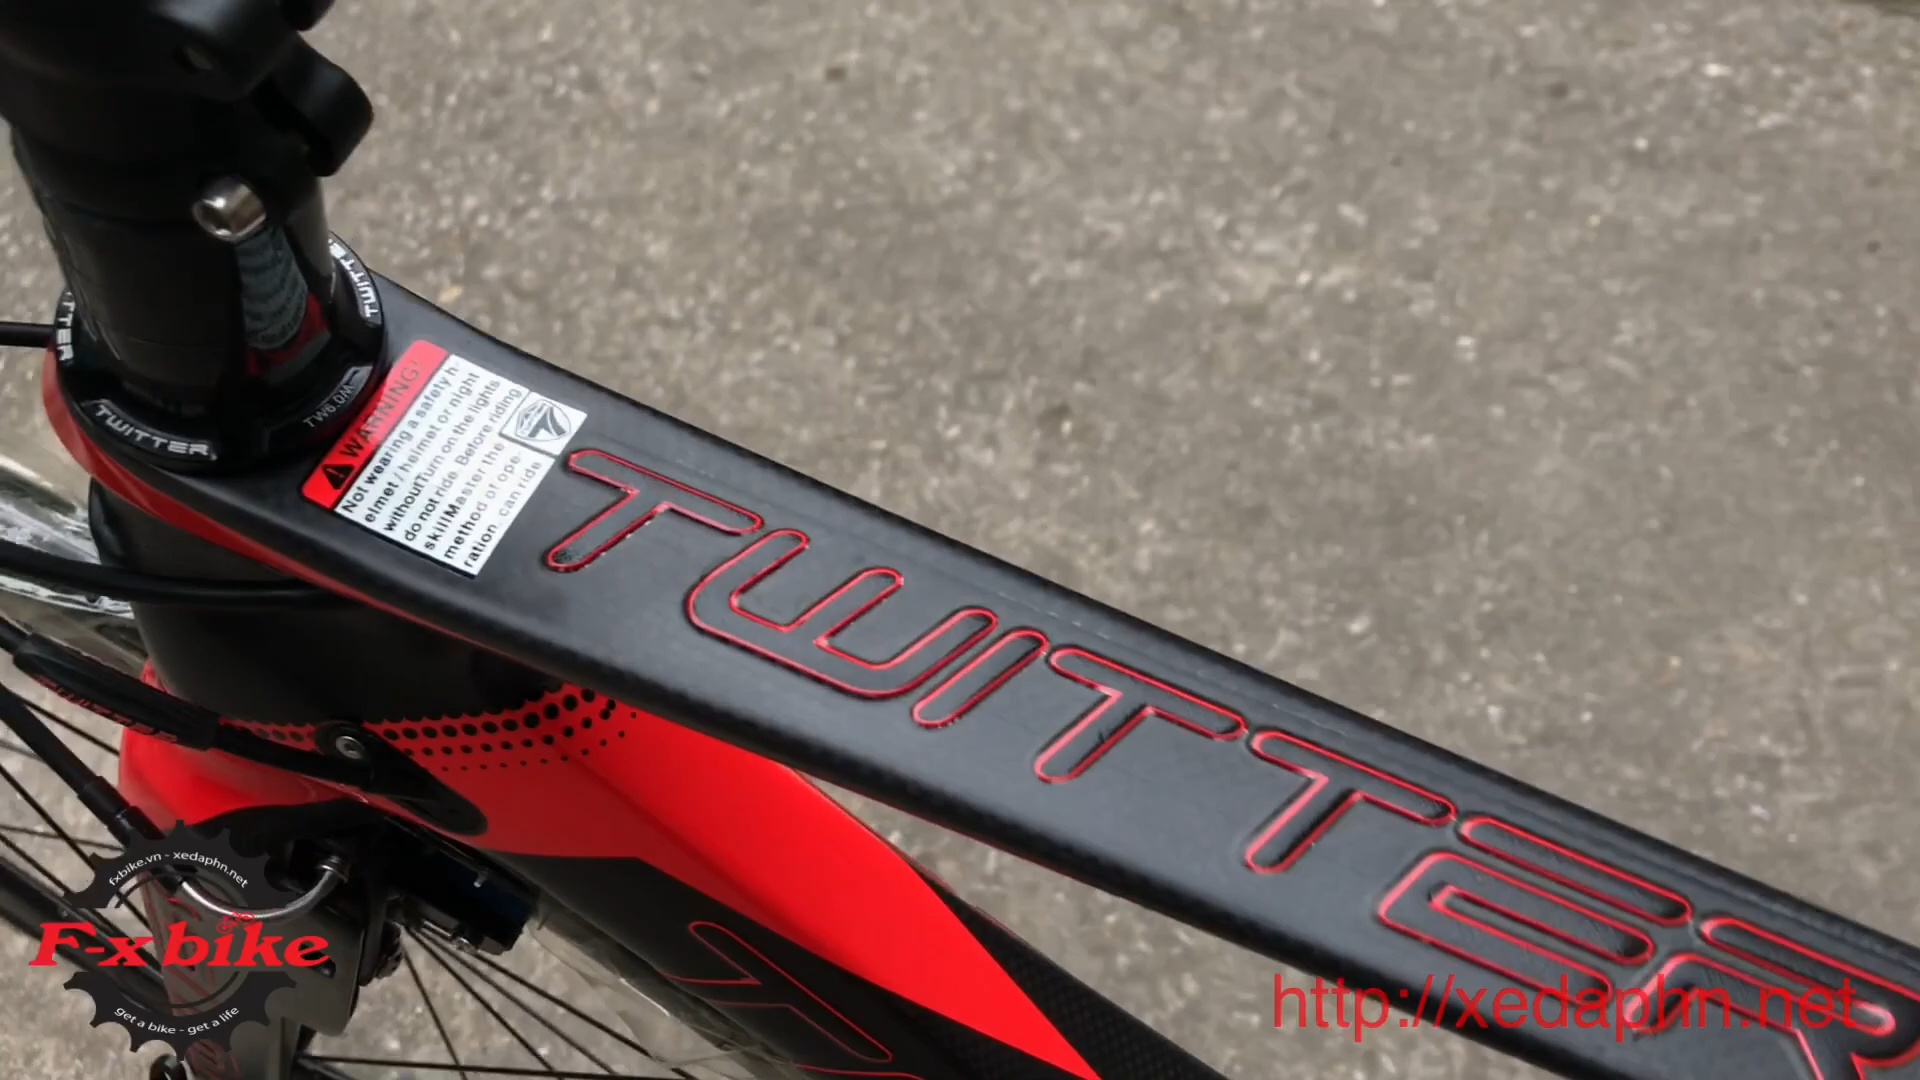 TWITTER
TTER
TWITTER
TW6.0/M
WARNING!
Not wearing a safety h-
elmet / helmet or night
withoutTurn on the lights
do not ride. Before riding
skillMaster the
method of ope-
ration can ride
TWITTER
fxbike.vn - xedaphn.net
F-x bike
get a bike - get a life
http://xedaphn.net